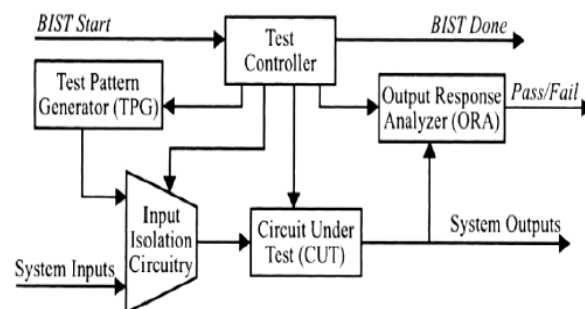 BIST Start
Test
Controller
BIST Done
Test Pattern
Generator (TPG)
Output Response
Analyzer (ORA)
Pass/Fail
Input
Isolation
Circuitry
Circuit Under
Test (CUT)
System Inputs
System Outputs